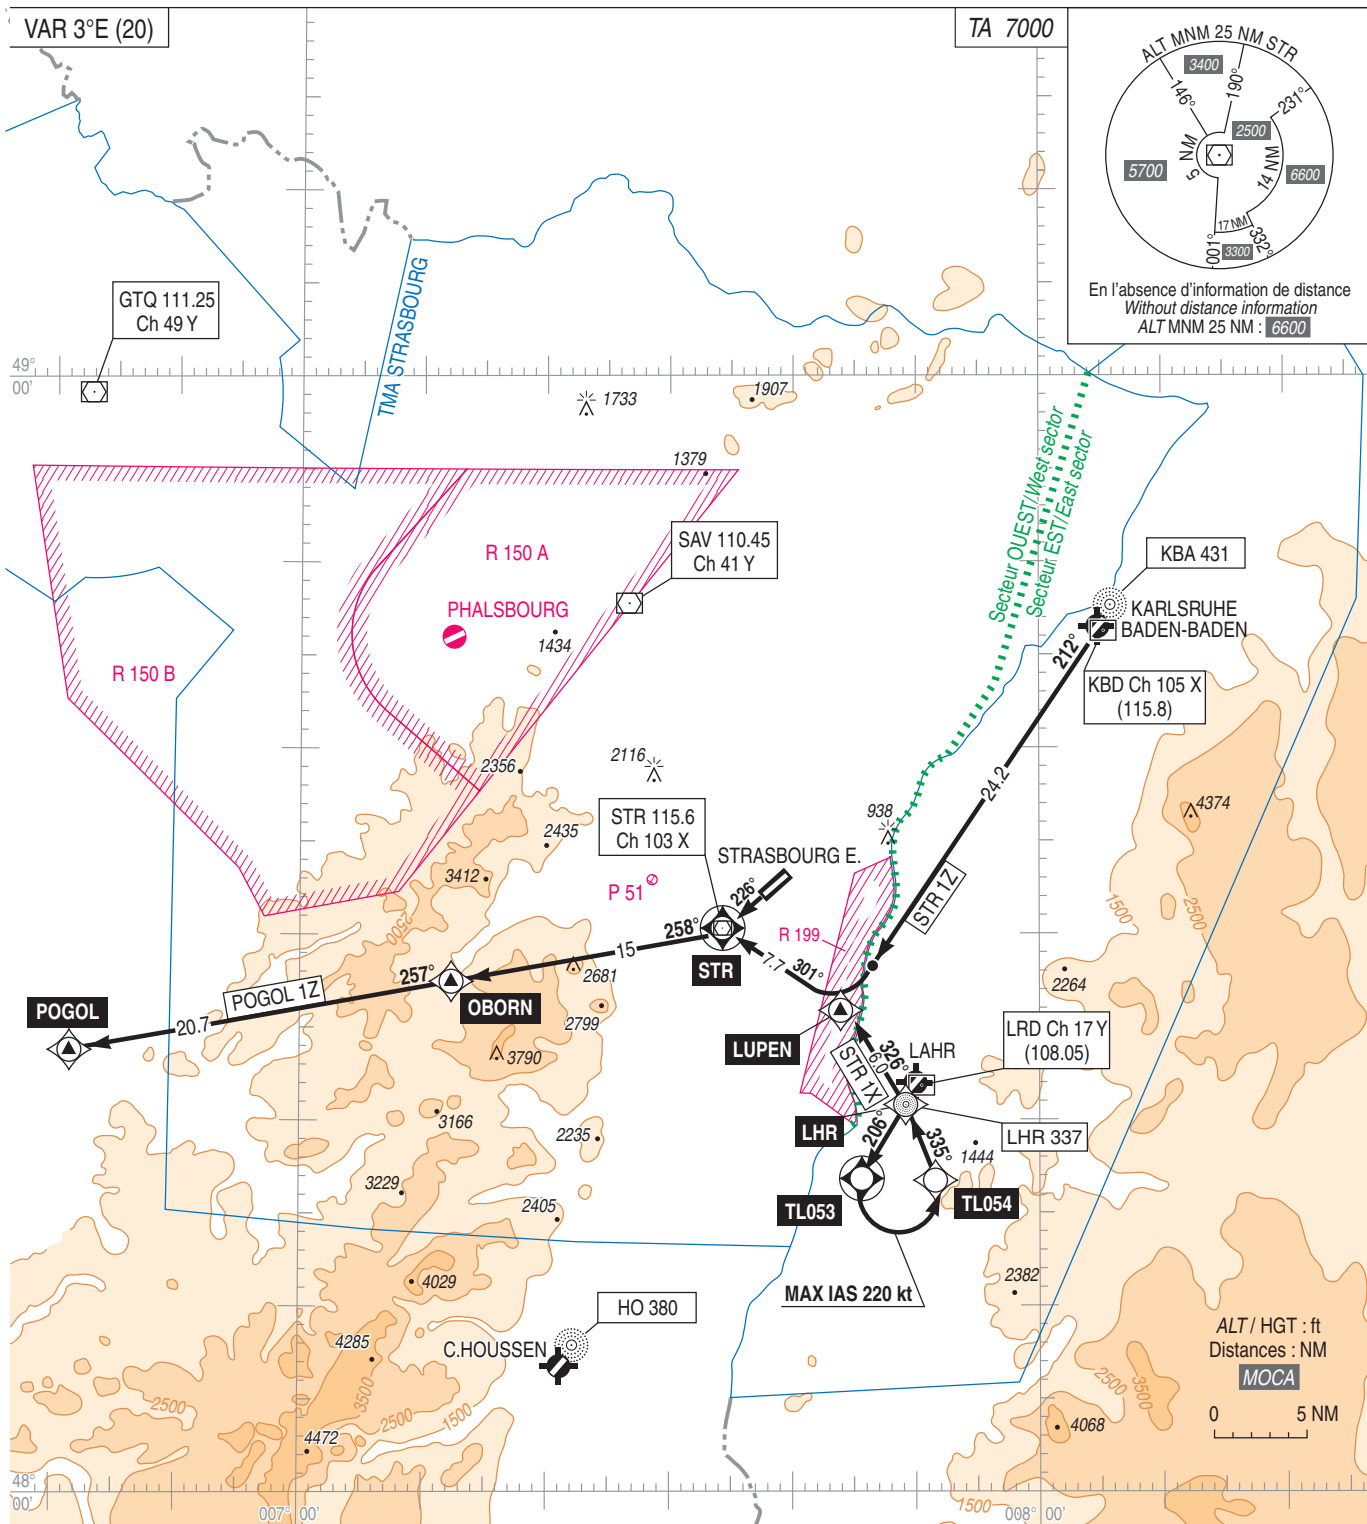 VAR 3°E (20)
TA 7000
ALT MNM 25 NM STR
3400
146°
190°
231°
2500
5 NM
14 NM
5700
6600
17 NM
001°
332°
3300
En l'absence d'information de distance
Without distance information
ALT MNM 25 NM : 6600
GTQ 111.25
Ch 49 Y
TMA STRASBOURG
49°
00'
1733
1907
1379
Secteur OUEST/West sector
Secteur EST/East sector
R 150 A
SAV 110.45
Ch 41 Y
KBA 431
PHALSBOURG
KARLSRUHE
BADEN-BADEN
1434
R 150 B
212°
KBD Ch 105 X
(115.8)
2356
2116
24.2
4374
STR 115.6
Ch 103 X
938
2435
STRASBOURG E.
3412
P 51
226°
STR 1Z
1500
2500
2500
258°
R 199
15
7.7
301°
STR
2681
2264
257°
POGOL 1Z
OBORN
POGOL
20.7
2799
LRD Ch 17 Y
(108.05)
LUPEN
3790
326°
6.0
LAHR
STR 1X
3166
LHR
206°
335°
LHR 337
2235
1444
3229
2405
TL053
TL054
4029
2382
MAX IAS 220 kt
HO 380
4285
C.HOUSSEN
ALT / HGT : ft
Distances : NM
MOCA
3500
2500
2500
1500
2500
3500
0
5 NM
4068
4472
48°
00'
007° 00'
1500
008° 00'